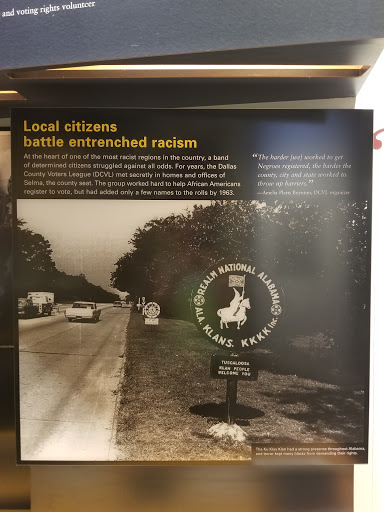 and voting rights volunteer
Local citizens
battle entrenched racism
At the heart of one of the most racist regions in the country, a band
of determined citizens struggled against all odds. For years, the Dallas
County Voters League (DCVL) met secretly in homes and offices of
Selma, the county seat. The group worked hard to help African Americans
register to vote, but had added only a few names to the rolls by 1963.
"The harder [we] worked to get
Negroes registered, the harder the
county, city and state worked to
throw up barriers."
—Amelia Platts Boynton, DCVL organizer
REALM NATIONAL ALABAMA
ALA. KLANS. KKKK Inc.
TUSCALOOSA
KLAN PEOPLE
WELCOME YOU
The Ku Klux Klan had a strong presence throughout Alabama,
and terror kept many blacks from demanding their rights.